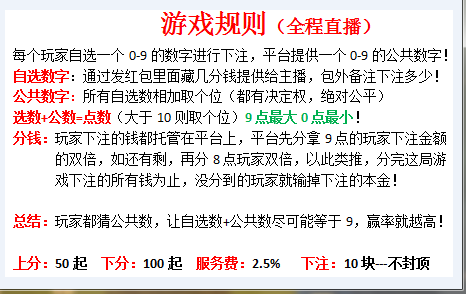 游戏规则（全程直播）
每个玩家自选一个 0-9 的数字进行下注，平台提供一个 0-9 的公共数字！
自选数字：通过发红包里面藏几分钱提供给主播，包外备注下注多少！
公共数字：所有自选数相加取个位（都有决定权，绝对公平）
选数+公数=点数（大于 10 则取个位）9 点最大 0 点最小！
分钱：玩家下注的钱都托管在平台上，平台先分拿 9 点的玩家下注金额
的双倍，如还有剩，再分 8 点玩家双倍，以此类推，分完这局游
戏下注的所有钱为止，没分到的玩家就输掉下注的本金！
总结：玩家都猜公共数，让自选数+公共数尽可能等于 9，赢率就越高！
上分：50 起 下分：100 起 服务费：2.5% 下注：10 块---不封顶